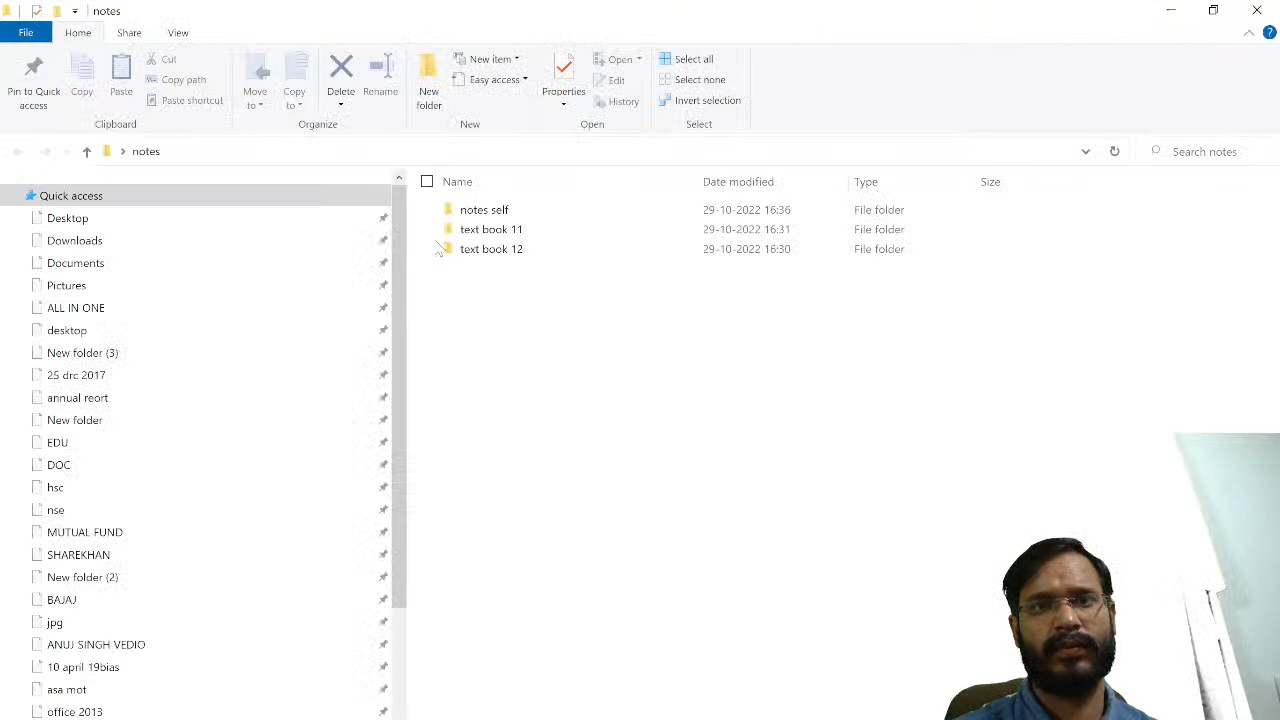 notes
File Home Share View
Pin to Quick access
Copy
Paste
Cut
Copy path
Paste shortcut
Clipboard
Move to
Copy to
Delete
Rename
Organize
New folder
New item
Easy access
New
Properties
Open
Edit
History
Open
Select all
Select none
Invert selection
Select
notes
Search notes
Quick access
Desktop
Downloads
Documents
Pictures
ALL IN ONE
desktop
New folder (3)
25 drc 2017
annual reort
New folder
EDU
DOC
hsc
nse
MUTUAL FUND
SHAREKHAN
New folder (2)
BAJAJ
jpg
ANUJ SINGH VEDIO
10 april 19bias
asa mot
office 2013
Name Date modified Type Size
notes self 29-10-2022 16:36 File folder
text book 11 29-10-2022 16:31 File folder
text book 12 29-10-2022 16:30 File folder